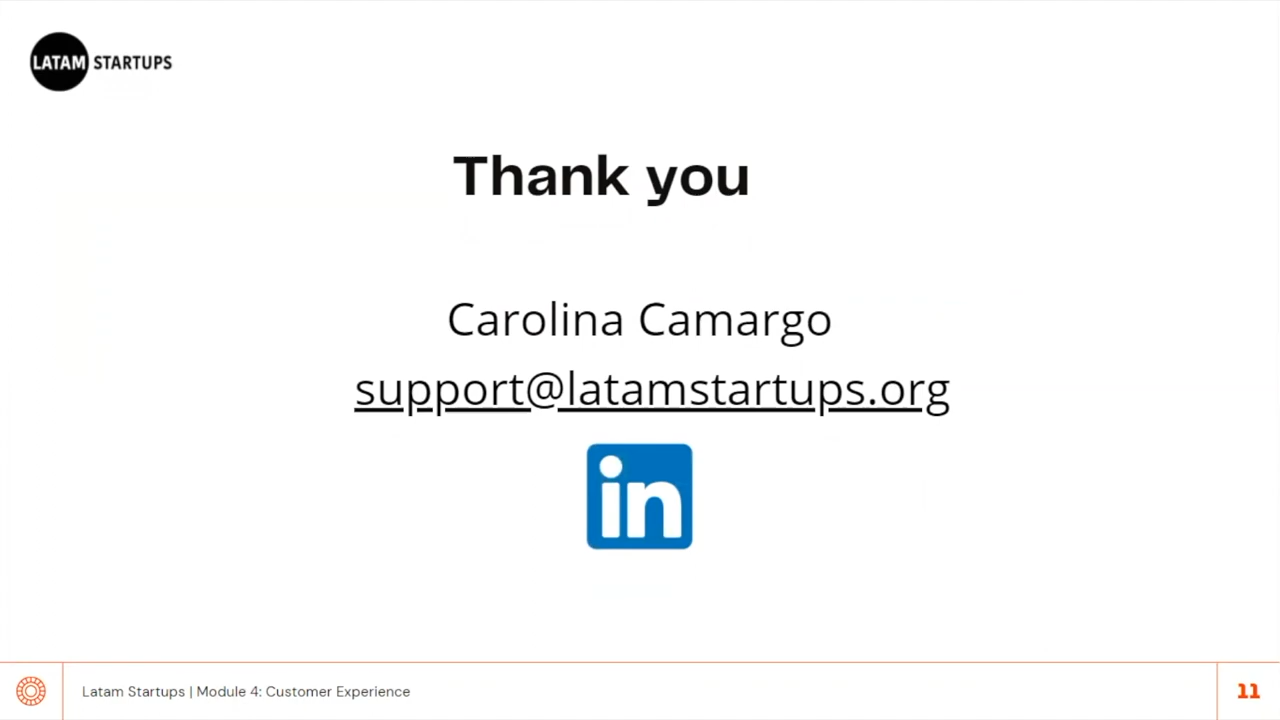 LATAM STARTUPS
Thank you
Carolina Camargo
support@latamstartups.org
in
Latam Startups | Module 4: Customer Experience
11